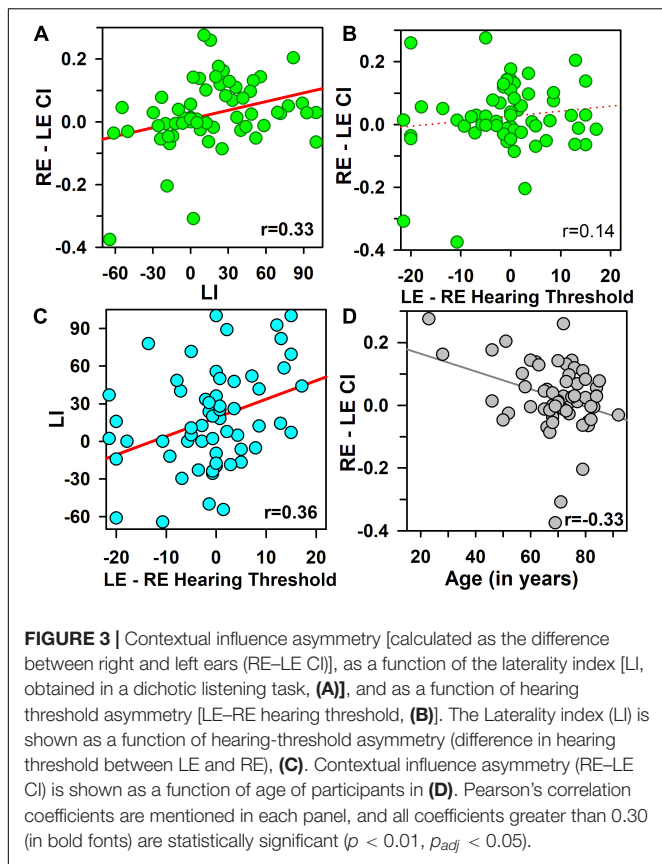 A
0.2
0.0
-0.2
-0.4
RE - LE CI
r=0.33
-60 -30 0 30 60 90
LI
B
0.2
0.0
-0.2
-0.4
RE - LE CI
r=0.14
-20 -10 0 10 20
LE - RE Hearing Threshold
C
90
60
30
0
-30
-60
LI
r=0.36
-20 -10 0 10 20
LE - RE Hearing Threshold
D
0.2
0.0
-0.2
-0.4
RE - LE CI
r=-0.33
20 40 60 80
Age (in years)
FIGURE 3 | Contextual influence asymmetry [calculated as the difference
between right and left ears (RE–LE CI)], as a function of the laterality index [LI,
obtained in a dichotic listening task, (A)], and as a function of hearing
threshold asymmetry [LE–RE hearing threshold, (B)]. The Laterality index (LI) is
shown as a function of hearing-threshold asymmetry (difference in hearing
threshold between LE and RE), (C). Contextual influence asymmetry (RE–LE
CI) is shown as a function of age of participants in (D). Pearson's correlation
coefficients are mentioned in each panel, and all coefficients greater than 0.30
(in bold fonts) are statistically significant (p < 0.01, p_adj < 0.05).